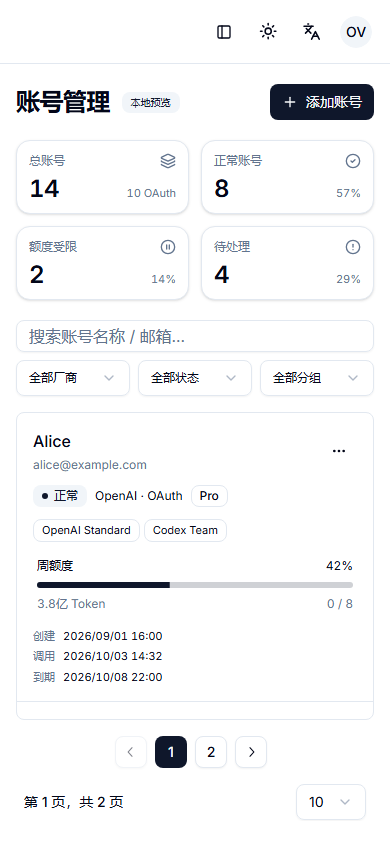 OV
账号管理 本地预览 添加账号
总账号
14 10 OAuth
正常账号
8 57%
额度受限
2 14%
待处理
4 29%
搜索账号名称 / 邮箱...
全部厂商 全部状态 全部分组
Alice
alice@example.com
正常 OpenAI · OAuth Pro
OpenAI Standard Codex Team
周额度 42%
3.8亿 Token 0 / 8
创建 2026/09/01 16:00
调用 2026/10/03 14:32
到期 2026/10/08 22:00
1 2
第 1 页，共 2 页 10